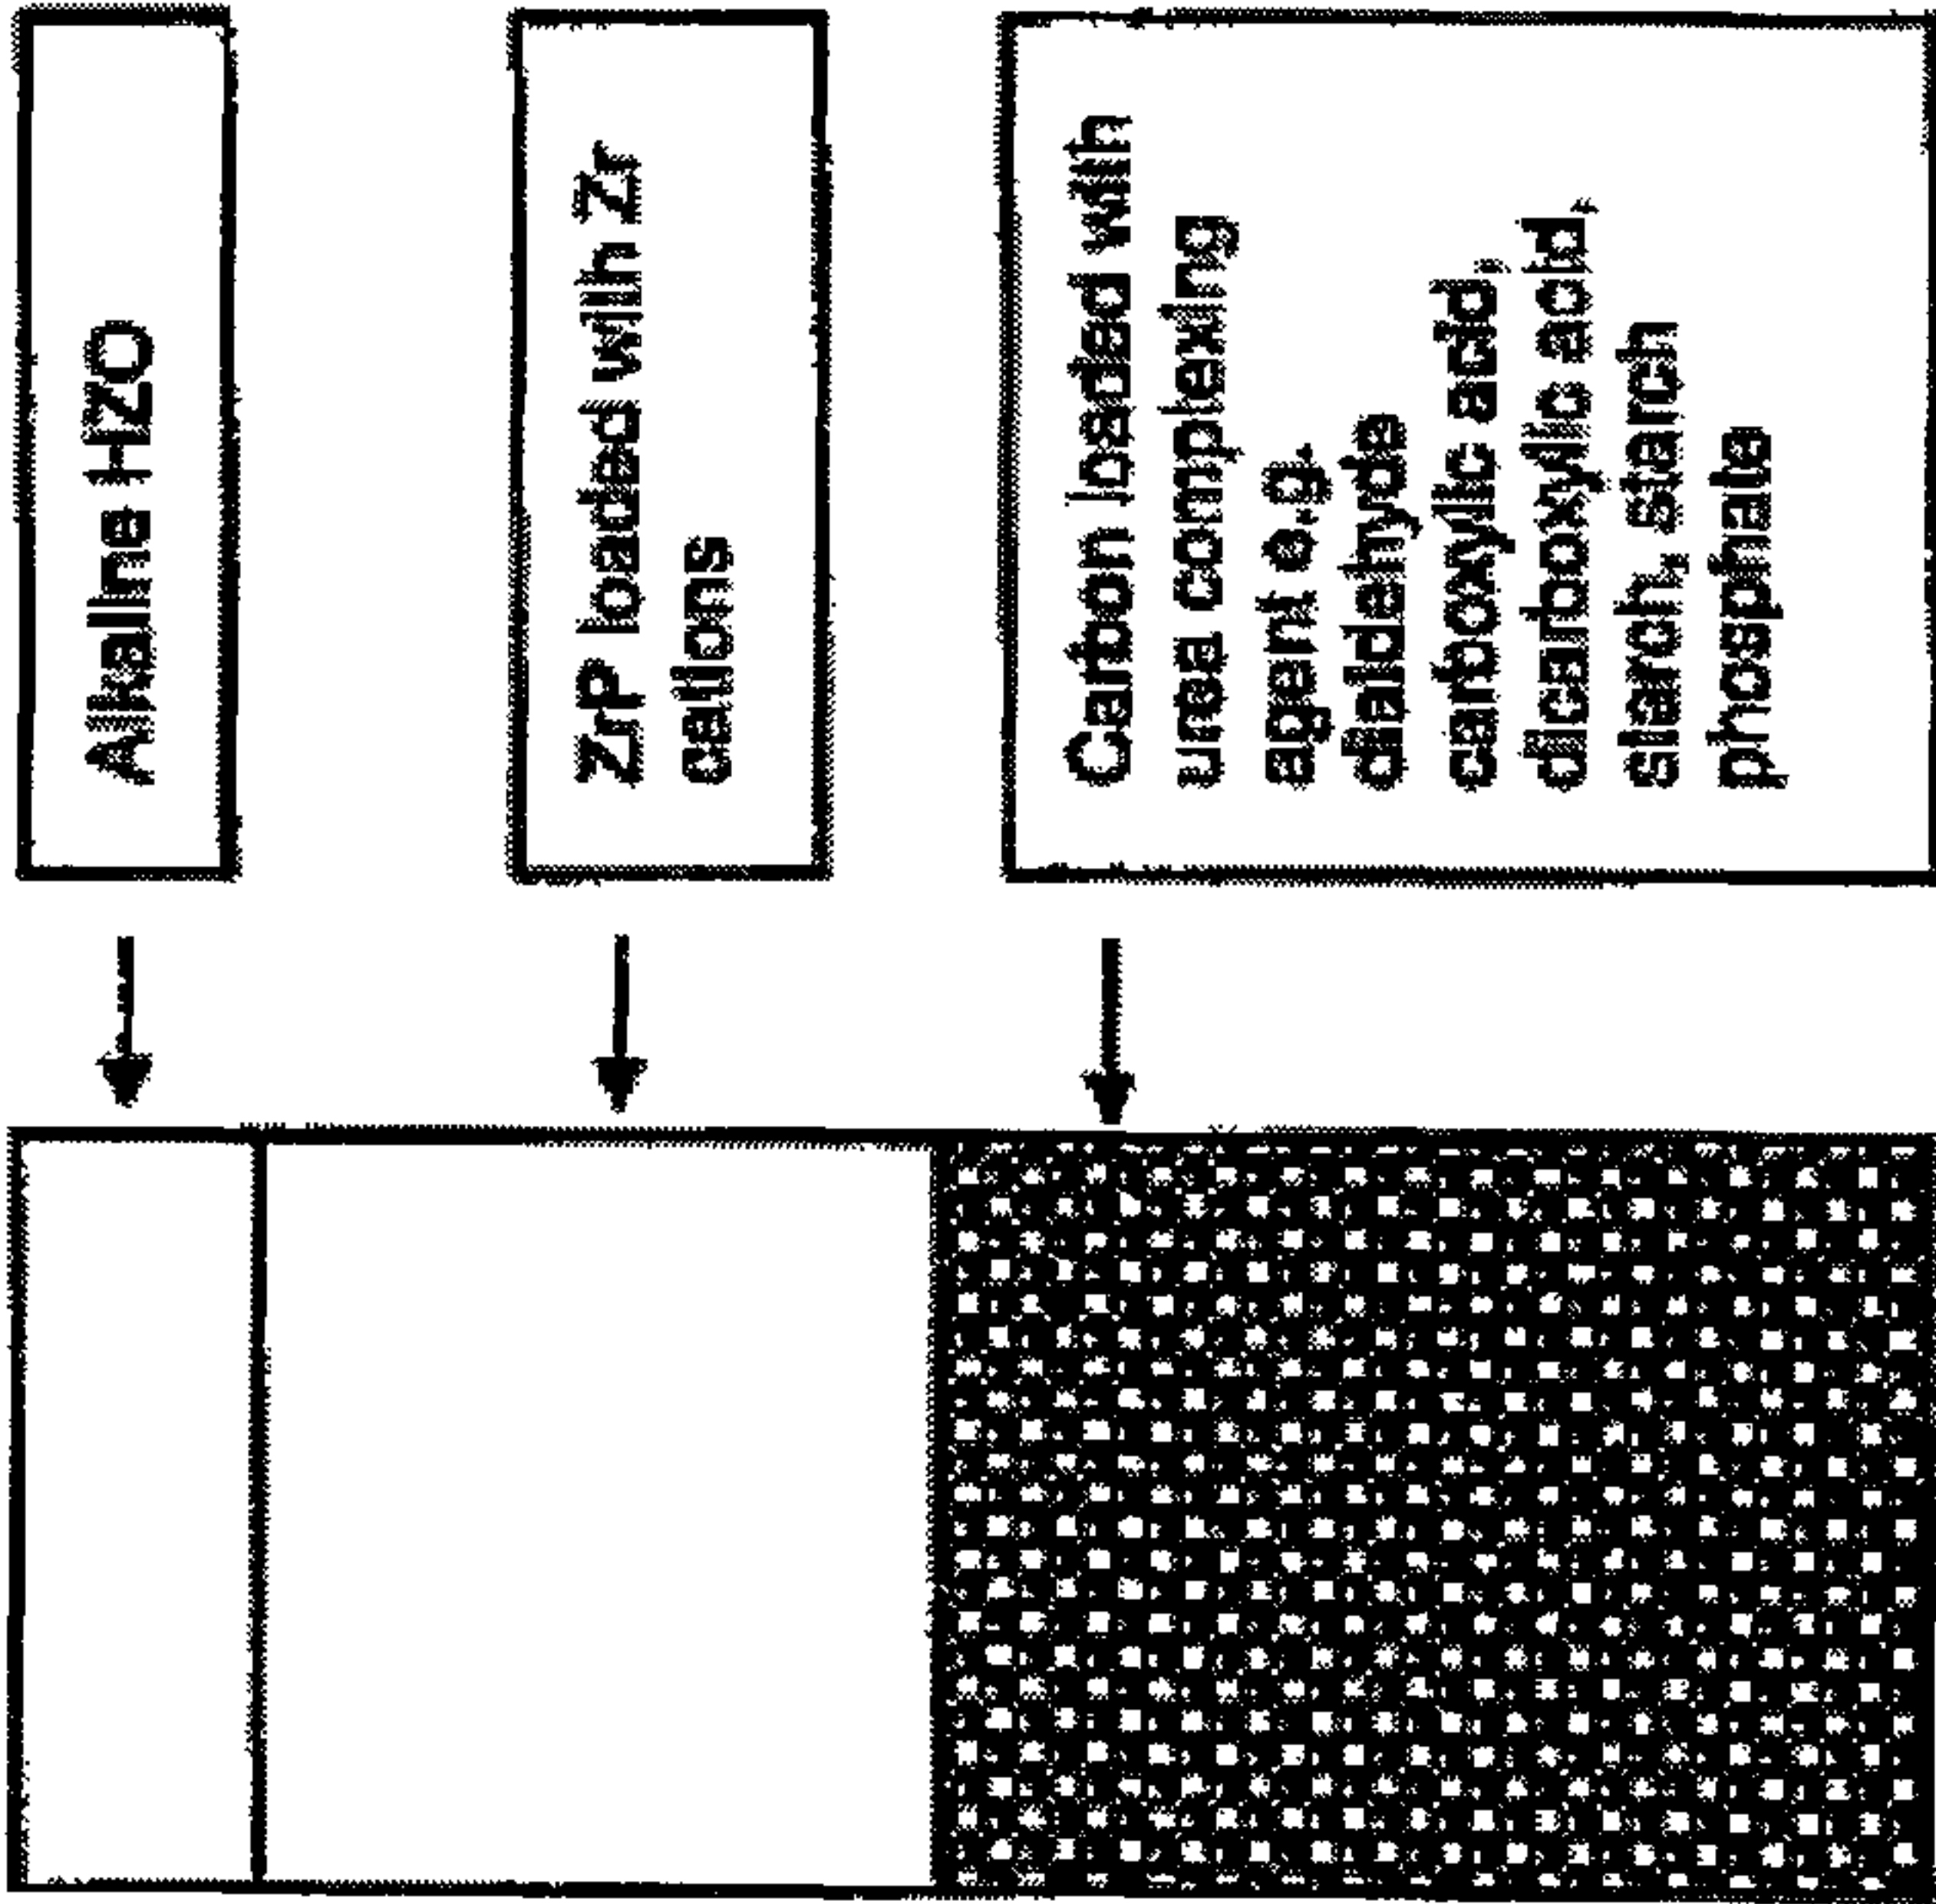 Alkaline HZO
ZrP loaded with Zr
cations
Carbon loaded with
urea complexing
agent e.g.
dialdehyde
carboxylic acid,
dicarboxylic acid,
starch, starch
phosphate